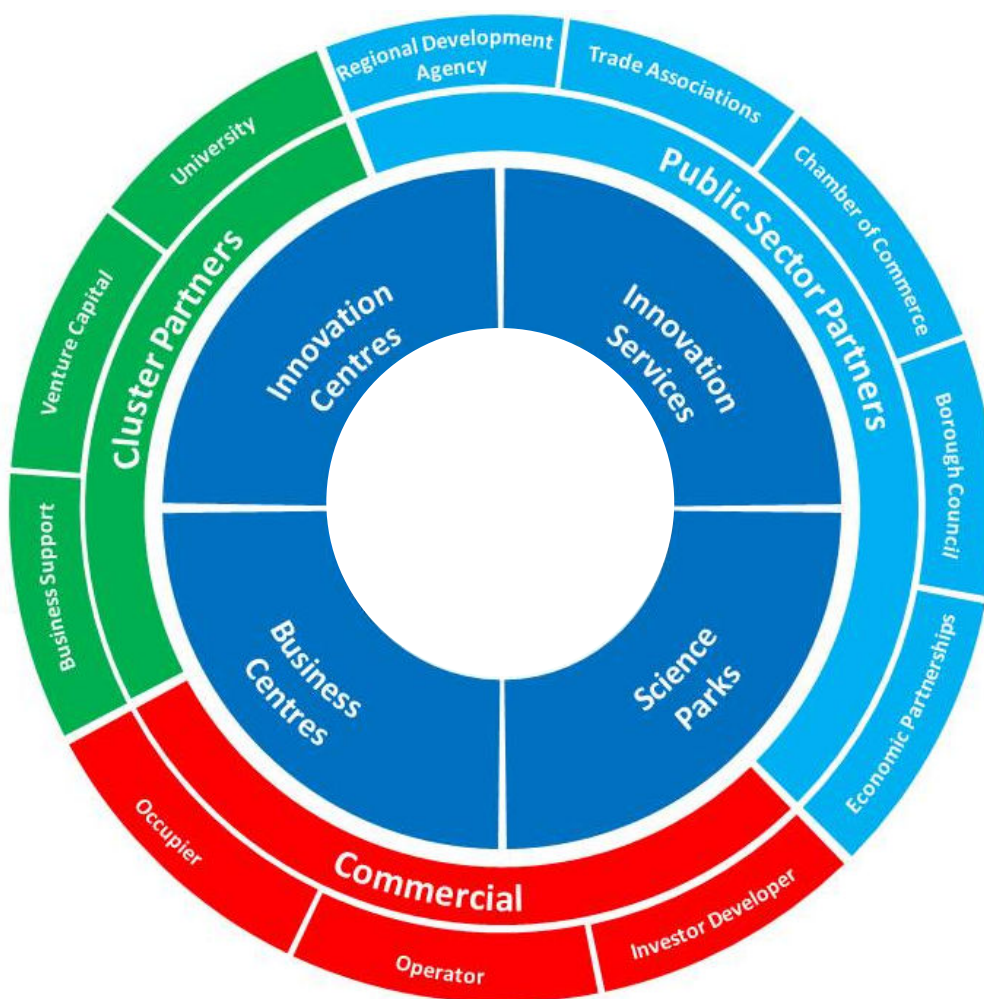 Regional Development
Agency
Trade Associations
Chamber of Commerce
Borough Council
Economic Partnerships
Investor Developer
Operator
Occupier
Business Support
Venture Capital
University
Public Sector Partners
Commercial
Cluster Partners
Innovation
Centres
Innovation
Services
Science
Parks
Business
Centres